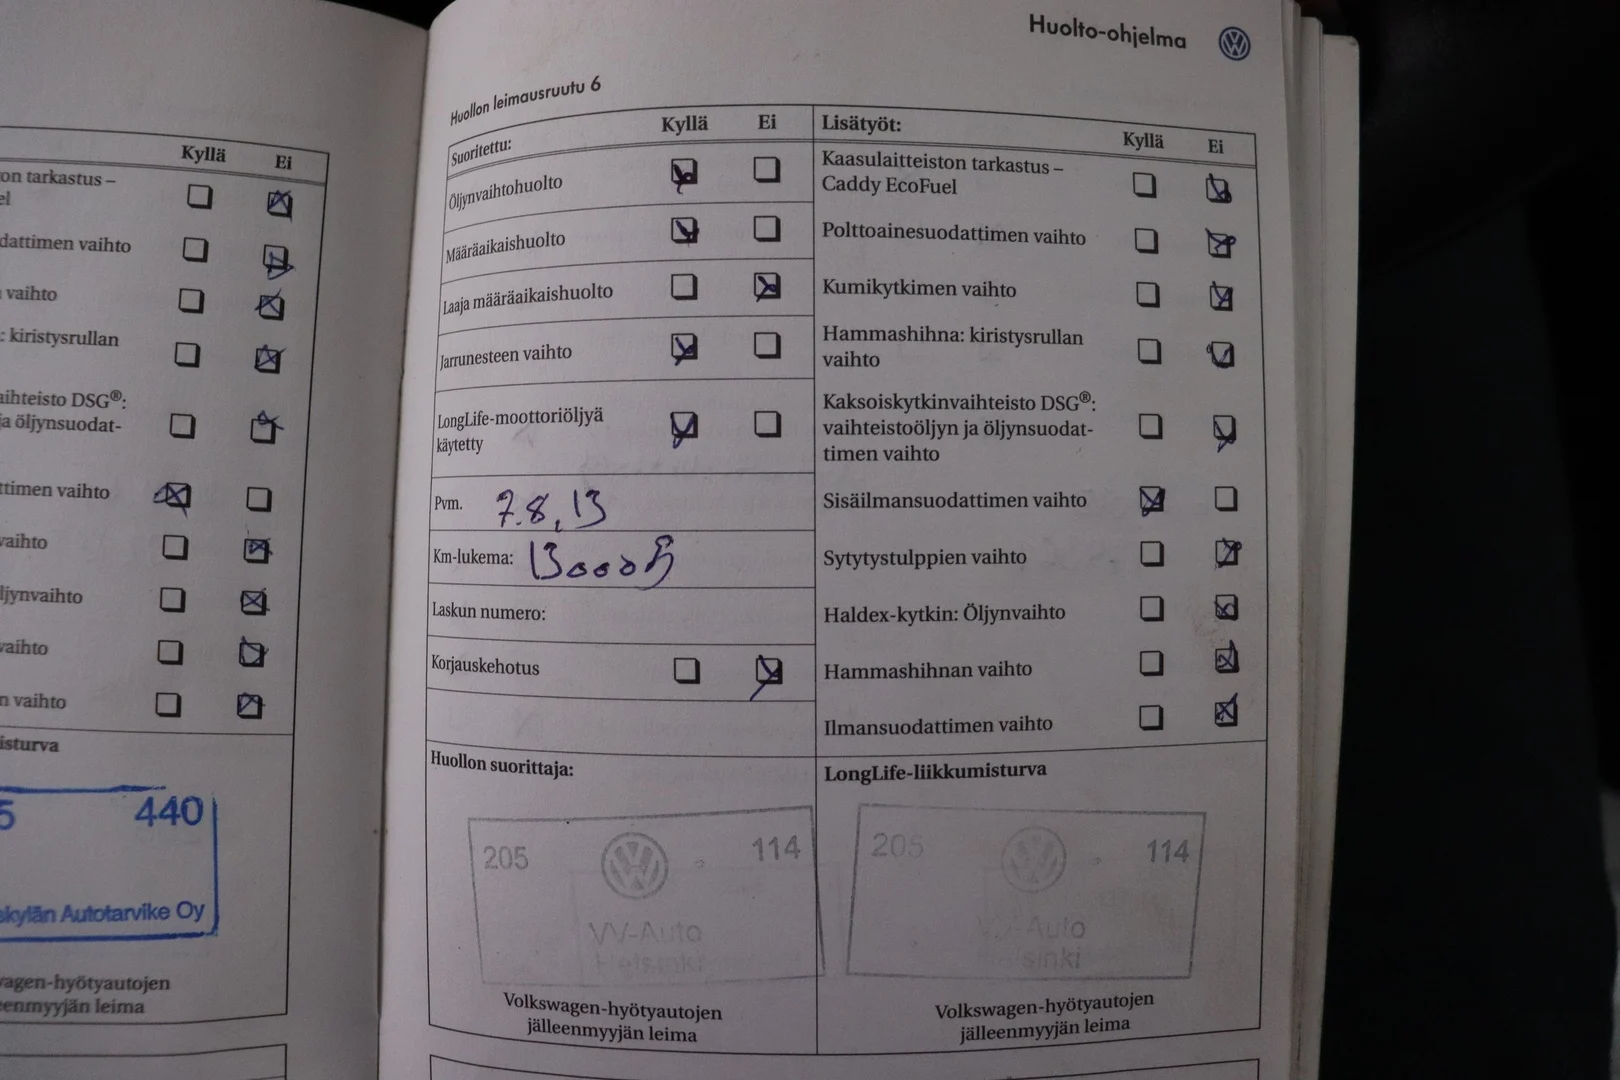 Kyllä Ei
on tarkastus –
el
dattimen vaihto
vaihto
: kiristysrullan
aihteisto DSG®:
ja öljynsuodat-
ttimen vaihto
vaihto
ljynvaihto
vaihto
n vaihto
isturva
5 440
skylän Autotarvike Oy
vagen-hyötyautojen
eenmyyjän leima
Huolto-ohjelma
Huollon leimausruutu 6
Suoritettu: Kyllä Ei
Öljynvaihtohuolto
Määräaikaishuolto
Laaja määräaikaishuolto
Jarrunesteen vaihto
LongLife-moottoriöljyä
käytetty
Pvm. 7.8.13
Km-lukema:
Laskun numero:
Korjauskehotus
Huollon suorittaja:
205 114
VV-Auto
Helsinki
Volkswagen-hyötyautojen
jälleenmyyjän leima
Lisätyöt: Kyllä Ei
Kaasulaitteiston tarkastus –
Caddy EcoFuel
Polttoainesuodattimen vaihto
Kumikytkimen vaihto
Hammashihna: kiristysrullan
vaihto
Kaksoiskytkinvaihteisto DSG®:
vaihteistoöljyn ja öljynsuodat-
timen vaihto
Sisäilmansuodattimen vaihto
Sytytystulppien vaihto
Haldex-kytkin: Öljynvaihto
Hammashihnan vaihto
Ilmansuodattimen vaihto
LongLife-liikkumisturva
205 114
VV-Auto
Helsinki
Volkswagen-hyötyautojen
jälleenmyyjän leima